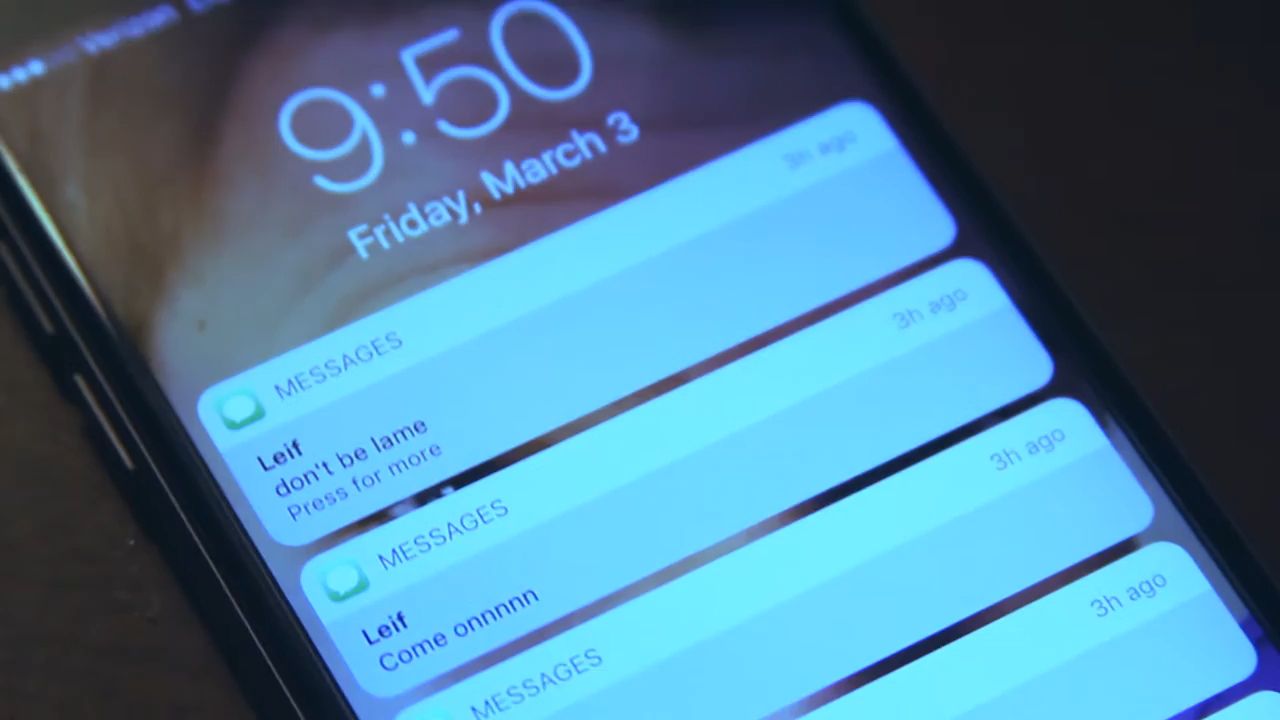 Verizon
9:50
Friday, March 3
MESSAGES
3h ago
Leif
don't be lame
Press for more
MESSAGES
3h ago
Leif
Come onnnnn
MESSAGES
3h ago
3h ago